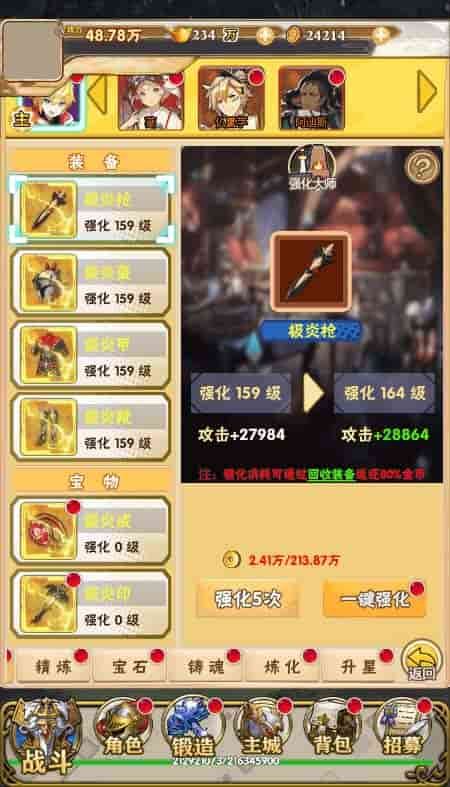 48.78万 234 万 24214
主
阿迪斯
装 备
强化大师
极炎枪
强化 159 级
极炎盔
强化 159 级
极炎枪
极炎甲
强化 159 级
强化 159 级 强化 164 级
极炎靴
强化 159 级
攻击+27984 攻击+28864
注:强化消耗可通过回收装备返还80%金币
宝 物
极炎戒
强化 0 级
2.41万/213.87万
极炎印
强化 0 级
强化5次 一键强化
精炼 宝石 铸魂 炼化 升星 返回
战斗 角色 锻造 主城 背包 招募